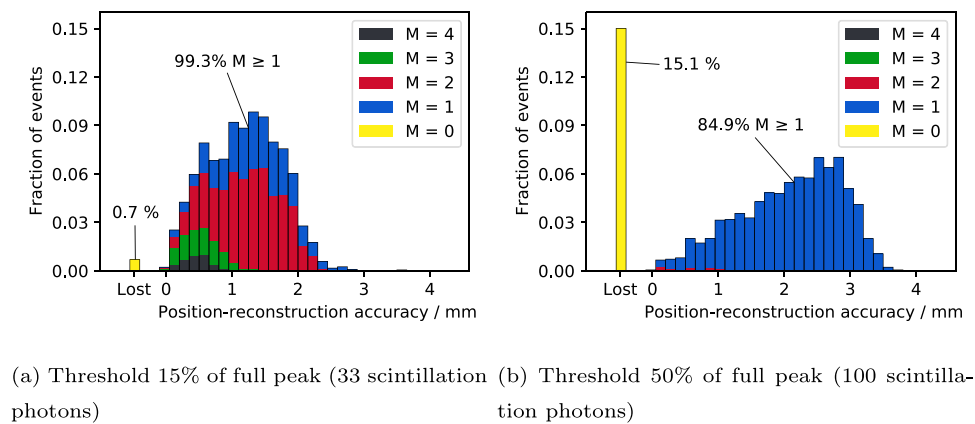 0.15
0.12
0.09
0.06
0.03
0.00
Fraction of events
99.3% M ≥ 1
0.7 %
M = 4
M = 3
M = 2
M = 1
M = 0
Lost 0 1 2 3 4
Position-reconstruction accuracy / mm
0.15
0.12
0.09
0.06
0.03
0.00
Fraction of events
15.1 %
84.9% M ≥ 1
M = 4
M = 3
M = 2
M = 1
M = 0
Lost 0 1 2 3 4
Position-reconstruction accuracy / mm
(a) Threshold 15% of full peak (33 scintillation
photons)
(b) Threshold 50% of full peak (100 scintilla-
tion photons)